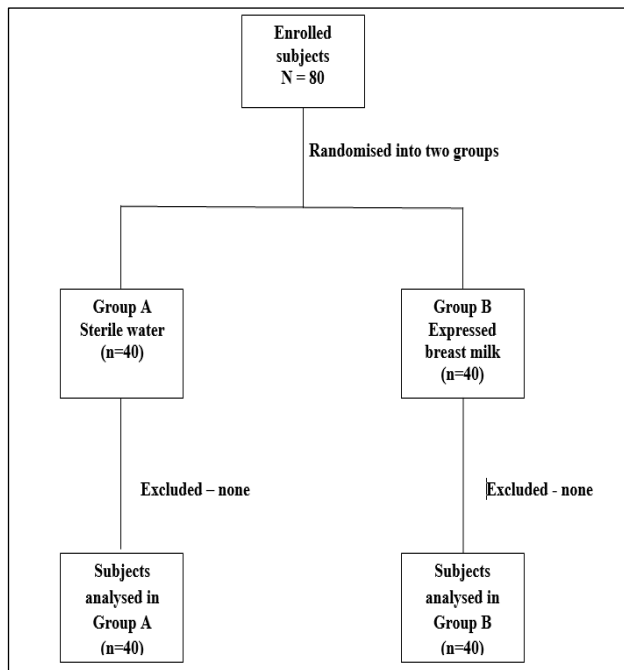 Enrolled
subjects
N = 80
Randomised into two groups
Group A
Sterile water
(n=40)
Group B
Expressed
breast milk
(n=40)
Excluded – none
Excluded - none
Subjects
analysed in
Group A
(n=40)
Subjects
analysed in
Group B
(n=40)